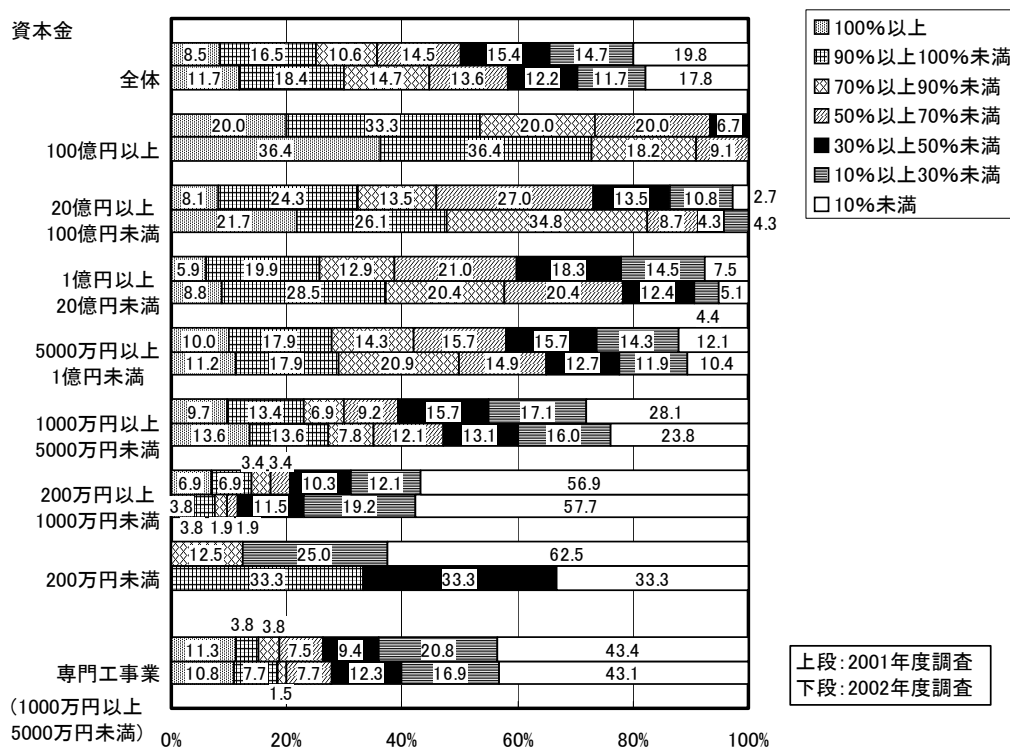 資本金
100%以上
90%以上100%未満
70%以上90%未満
50%以上70%未満
30%以上50%未満
10%以上30%未満
10%未満
8.5 16.5 10.6 14.5 15.4 14.7 19.8
全体
11.7 18.4 14.7 13.6 12.2 11.7 17.8
20.0 33.3 20.0 20.0 6.7
100億円以上
36.4 36.4 18.2 9.1
8.1 24.3 13.5 27.0 13.5 10.8 2.7
20億円以上
100億円未満
21.7 26.1 34.8 8.7 4.3 4.3
5.9 19.9 12.9 21.0 18.3 14.5 7.5
1億円以上
20億円未満
8.8 28.5 20.4 20.4 12.4 5.1
4.4
10.0 17.9 14.3 15.7 15.7 14.3 12.1
5000万円以上
1億円未満
11.2 17.9 20.9 14.9 12.7 11.9 10.4
9.7 13.4 6.9 9.2 15.7 17.1 28.1
1000万円以上
5000万円未満
13.6 13.6 7.8 12.1 13.1 16.0 23.8
3.4 3.4
6.9 6.9 10.3 12.1 56.9
200万円以上
1000万円未満
3.8 11.5 19.2 57.7
3.8 1.9 1.9
12.5 25.0 62.5
200万円未満
33.3 33.3 33.3
3.8 3.8
11.3 7.5 9.4 20.8 43.4
専門工事業
10.8 7.7 7.7 12.3 16.9 43.1
1.5
(1000万円以上
5000万円未満)
上段:2001年度調査
下段:2002年度調査
0% 20% 40% 60% 80% 100%